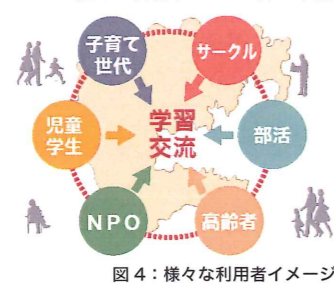 子育て
世代
サークル
児童
学生
学習
交流
部活
NPO
高齢者
図4：様々な利用者イメージ